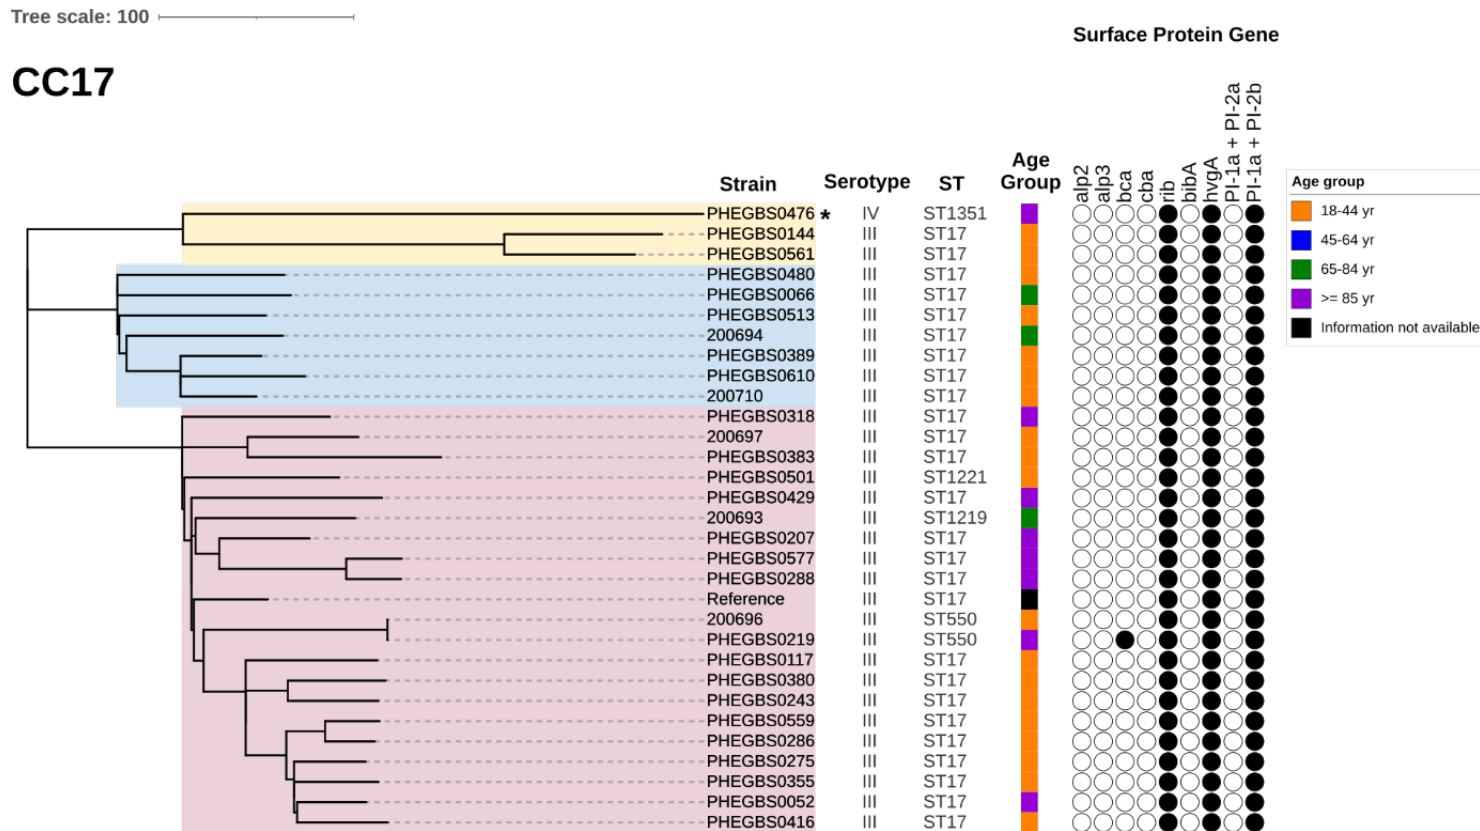 Tree scale: 100
Surface Protein Gene
CC17
Strain Serotype ST Age Group alp2 alp3 bca cba rib bibA hvgA PI-1a + PI-2a PI-1a + PI-2b
PHEGBS0476 * IV ST1351
PHEGBS0144 III ST17
PHEGBS0561 III ST17
PHEGBS0480 III ST17
PHEGBS0066 III ST17
PHEGBS0513 III ST17
200694 III ST17
PHEGBS0389 III ST17
PHEGBS0610 III ST17
200710 III ST17
PHEGBS0318 III ST17
200697 III ST17
PHEGBS0383 III ST17
PHEGBS0501 III ST1221
PHEGBS0429 III ST17
200693 III ST1219
PHEGBS0207 III ST17
PHEGBS0577 III ST17
PHEGBS0288 III ST17
Reference III ST17
200696 III ST550
PHEGBS0219 III ST550
PHEGBS0117 III ST17
PHEGBS0380 III ST17
PHEGBS0243 III ST17
PHEGBS0559 III ST17
PHEGBS0286 III ST17
PHEGBS0275 III ST17
PHEGBS0355 III ST17
PHEGBS0052 III ST17
PHEGBS0416 III ST17
Age group
18-44 yr
45-64 yr
65-84 yr
>= 85 yr
Information not available